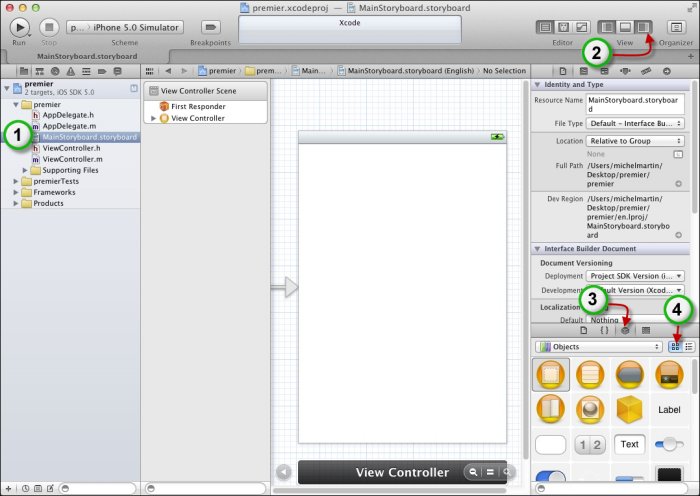 premier.xcodeproj — MainStoryboard.storyboard
Run
Stop
p... iPhone 5.0 Simulator
Scheme
Breakpoints
Xcode
Editor
View
Organizer
2
MainStoryboard.storyboard
premier
2 targets, iOS SDK 5.0
premier
AppDelegate.h
AppDelegate.m
1
MainStoryboard.storyboard
ViewController.h
ViewController.m
Supporting Files
premierTests
Frameworks
Products
premier
prem...
Main...
MainStoryboard.storyboard (English)
No Selection
View Controller Scene
First Responder
View Controller
View Controller
Identity and Type
Resource Name MainStoryboard.storyboar
d
File Type Default - Interface Bu...
Location Relative to Group
None
Full Path /Users/michelmartin/
Desktop/premier/
premier
Dev Region /Users/michelmartin/
Desktop/premier/
premier/en.lproj/
MainStoryboard.storybo
ard
Interface Builder Document
Document Versioning
Deployment Project SDK Version (i...
Development Version (Xcod...
3
4
Localization
Default Nothing
{ }
Objects
Label
1 2
Text